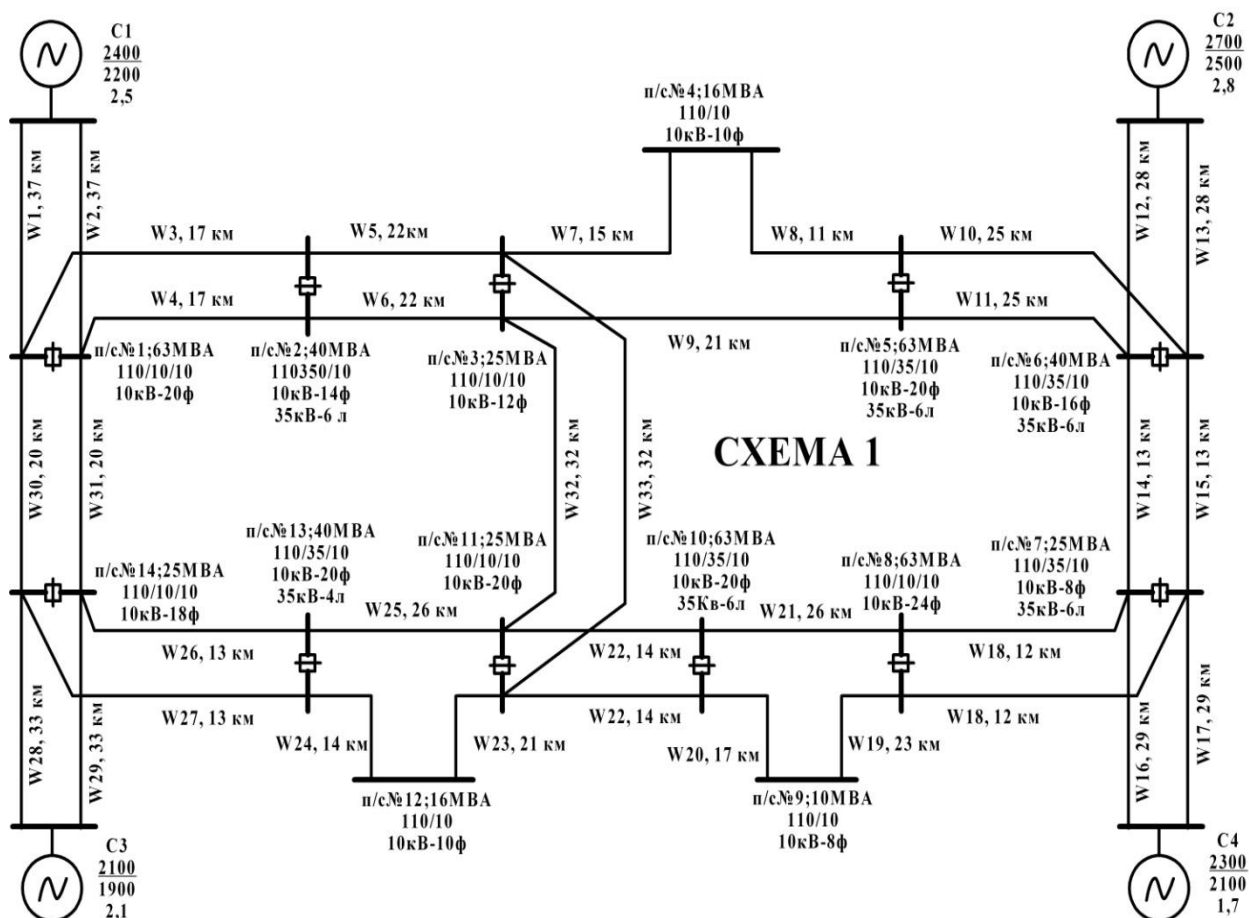 С1
2400
2200
2,5
С2
2700
2500
2,8
п/с№4;16МВА
110/10
10кВ-10ф
W1, 37 км
W2, 37 км
W12, 28 км
W13, 28 км
W3, 17 км
W5, 22км
W7, 15 км
W8, 11 км
W10, 25 км
W4, 17 км
W6, 22 км
W9, 21 км
W11, 25 км
п/с№1;63МВА
110/10/10
10кВ-20ф
п/с№2;40МВА
110350/10
10кВ-14ф
35кВ-6 л
п/с№3;25МВА
110/10/10
10кВ-12ф
п/с№5;63МВА
110/35/10
10кВ-20ф
35кВ-6л
п/с№6;40МВА
110/35/10
10кВ-16ф
35кВ-6л
СХЕМА 1
W30, 20 км
W31, 20 км
W32, 32 км
W33, 32 км
W14, 13 км
W15, 13 км
п/с№14;25МВА
110/10/10
10кВ-18ф
п/с№13;40МВА
110/35/10
10кВ-20ф
35кВ-4л
п/с№11;25МВА
110/10/10
10кВ-20ф
п/с№10;63МВА
110/35/10
10кВ-20ф
35Кв-6л
п/с№8;63МВА
110/10/10
10кВ-24ф
п/с№7;25МВА
110/35/10
10кВ-8ф
35кВ-6л
W25, 26 км
W21, 26 км
W26, 13 км
W22, 14 км
W18, 12 км
W27, 13 км
W24, 14 км
W23, 21 км
W22, 14 км
W20, 17 км
W19, 23 км
W18, 12 км
W28, 33 км
W29, 33 км
W16, 29 км
W17, 29 км
п/с№12;16МВА
110/10
10кВ-10ф
п/с№9;10МВА
110/10
10кВ-8ф
С3
2100
1900
2,1
С4
2300
2100
1,7